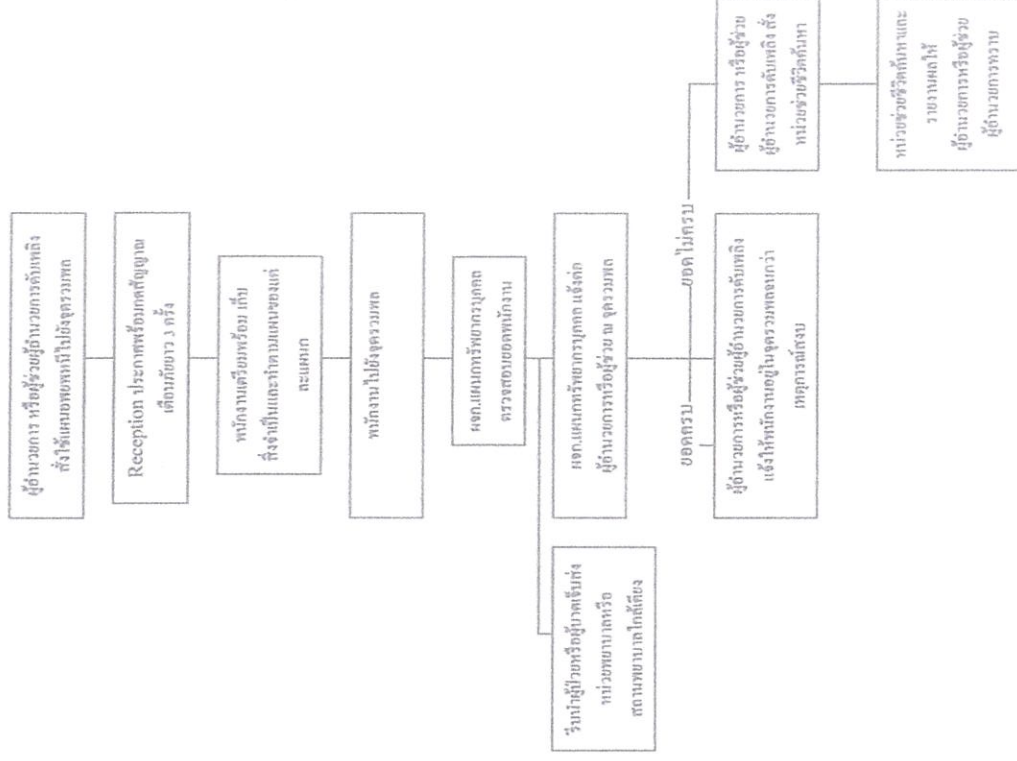 ผู้อำนวยการ หรือผู้ช่วยผู้อำนวยการดับเพลิง
สั่งใช้แผนอพยพหนีไปยังจุดรวมพล
Reception ประกาศพร้อมกดสัญญาณ
เตือนภัยยาว 3 ครั้ง
พนักงานเตรียมพร้อม เก็บ
สิ่งจำเป็นและทำตามแผนของแต่
ละแผนก
พนักงานไปยังจุดรวมพล
ผจก.แผนกทรัพยากรบุคคล
ตรวจสอบยอดพนักงาน
รีบนำผู้ป่วยหรือผู้บาดเจ็บส่ง
หน่วยพยาบาลหรือ
สถานพยาบาลใกล้เคียง
ผจก.แผนกทรัพยากรบุคคล แจ้งต่อ
ผู้อำนวยการหรือผู้ช่วย ณ จุดรวมพล
ยอดครบ
ยอดไม่ครบ
ผู้อำนวยการหรือผู้ช่วยผู้อำนวยการดับเพลิง
แจ้งให้พนักงานอยู่ในจุดรวมพลจนกว่า
เหตุการณ์สงบ
ผู้อำนวยการ หรือผู้ช่วย
ผู้อำนวยการดับเพลิง สั่ง
หน่วยช่วยชีวิตค้นหา
หน่วยช่วยชีวิตค้นหาและ
รายงานผลให้
ผู้อำนวยการหรือผู้ช่วย
ผู้อำนวยการทราบ